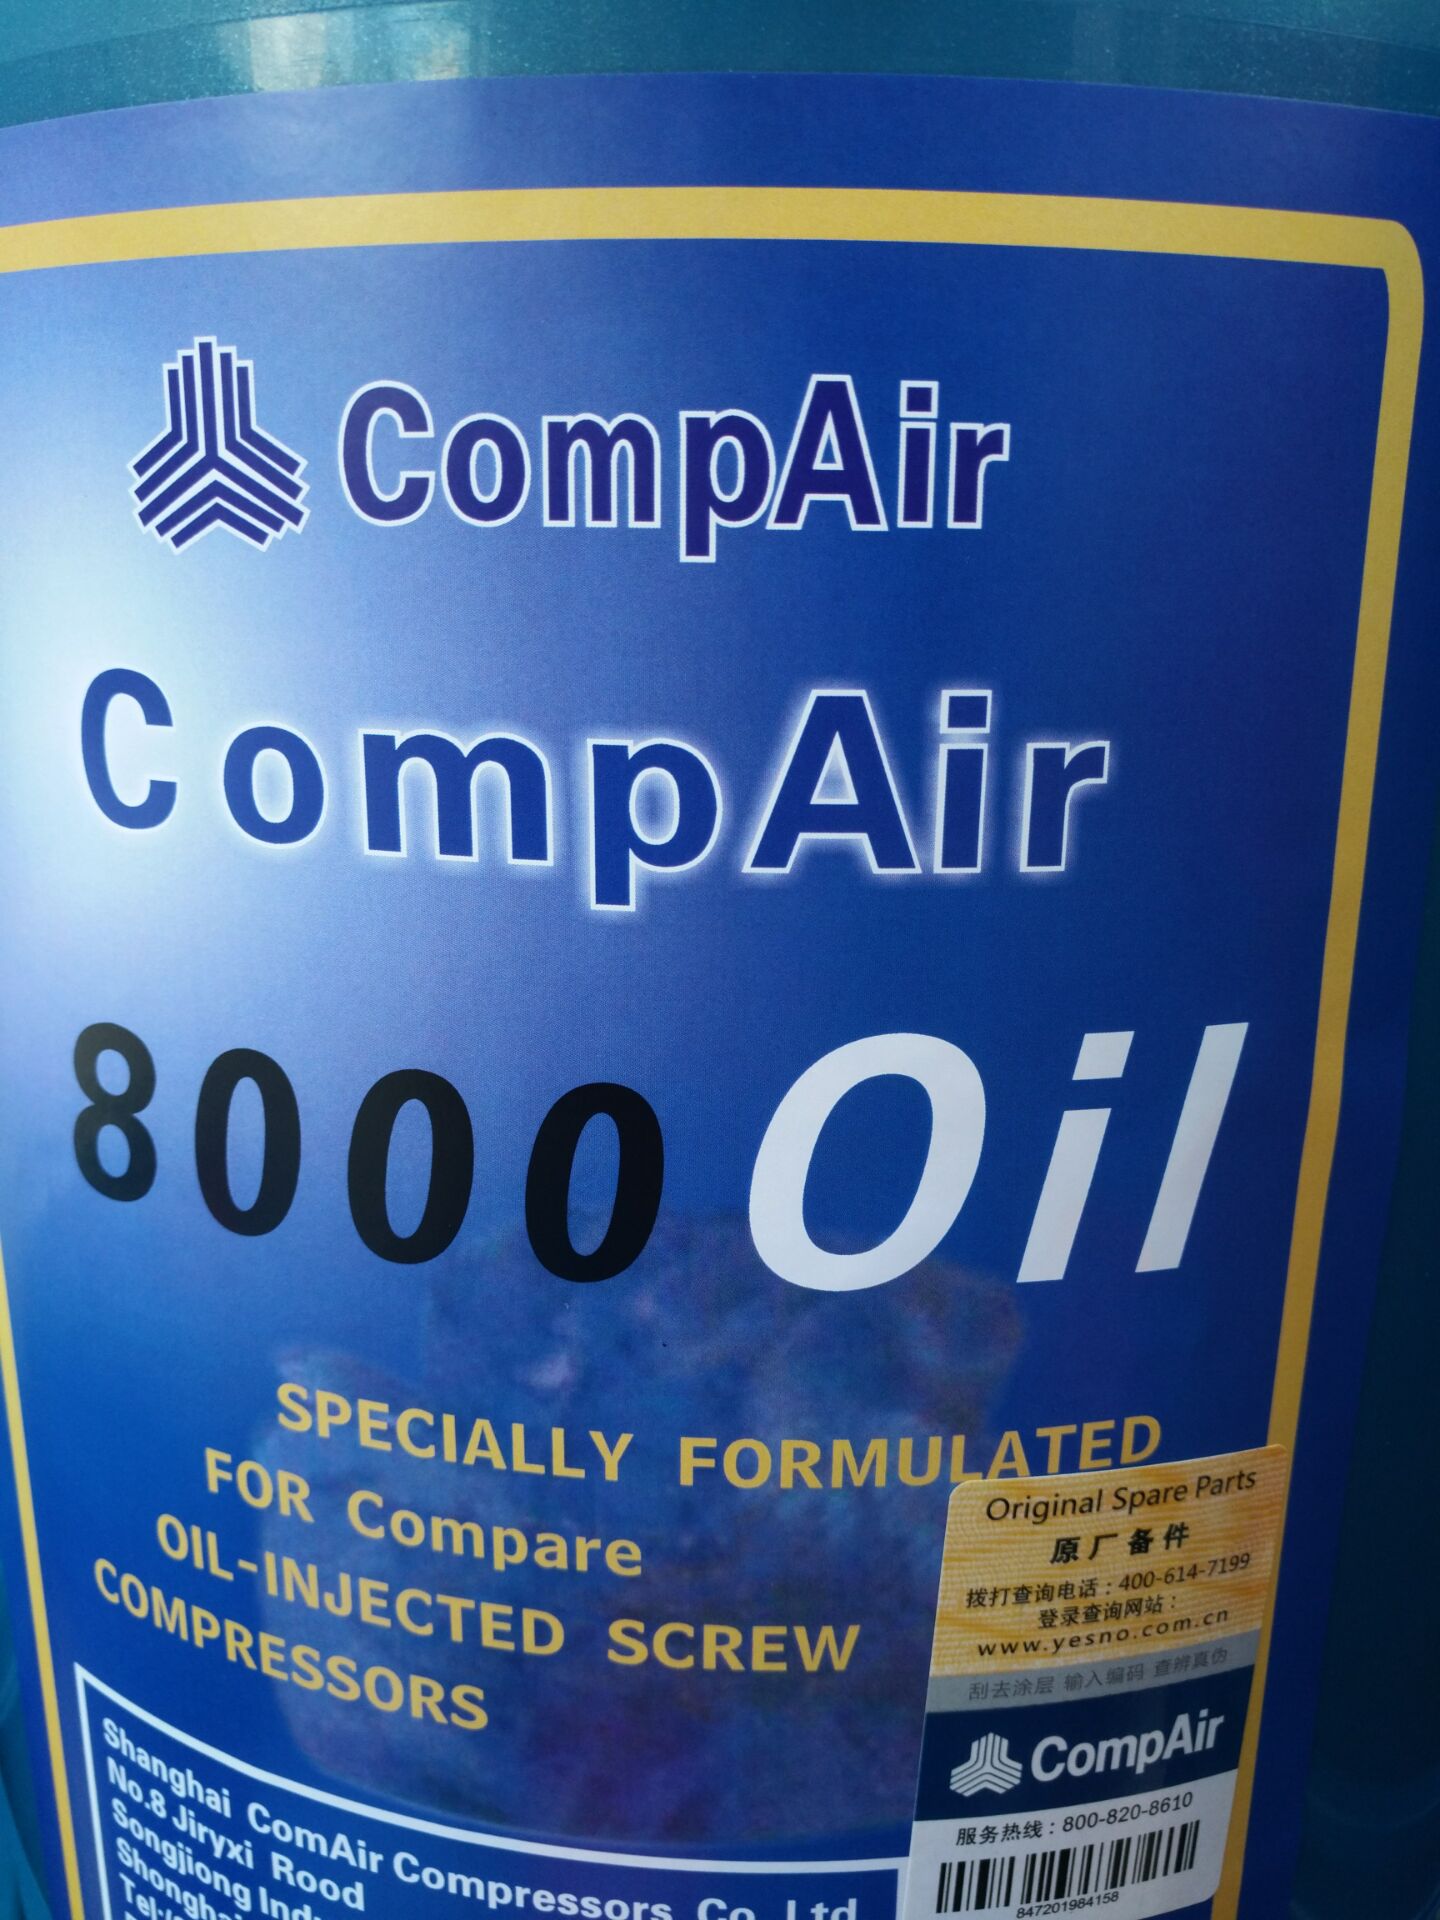 CompAir
CompAir
8000 Oil
SPECIALLY FORMULATED
FOR Compare
OIL-INJECTED SCREW
COMPRESSORS
Shanghai ComAir Compressors Co Ltd
No.8 Jiryxi Rood
Songjiong
Tel:
Original Spare Parts
原厂备件
拨打查询电话：400-614-7199
登录查询网站：
www.yesno.com.cn
刮去涂层 输入编码 查辨真伪
CompAir
服务热线：800-820-8610
847201984158